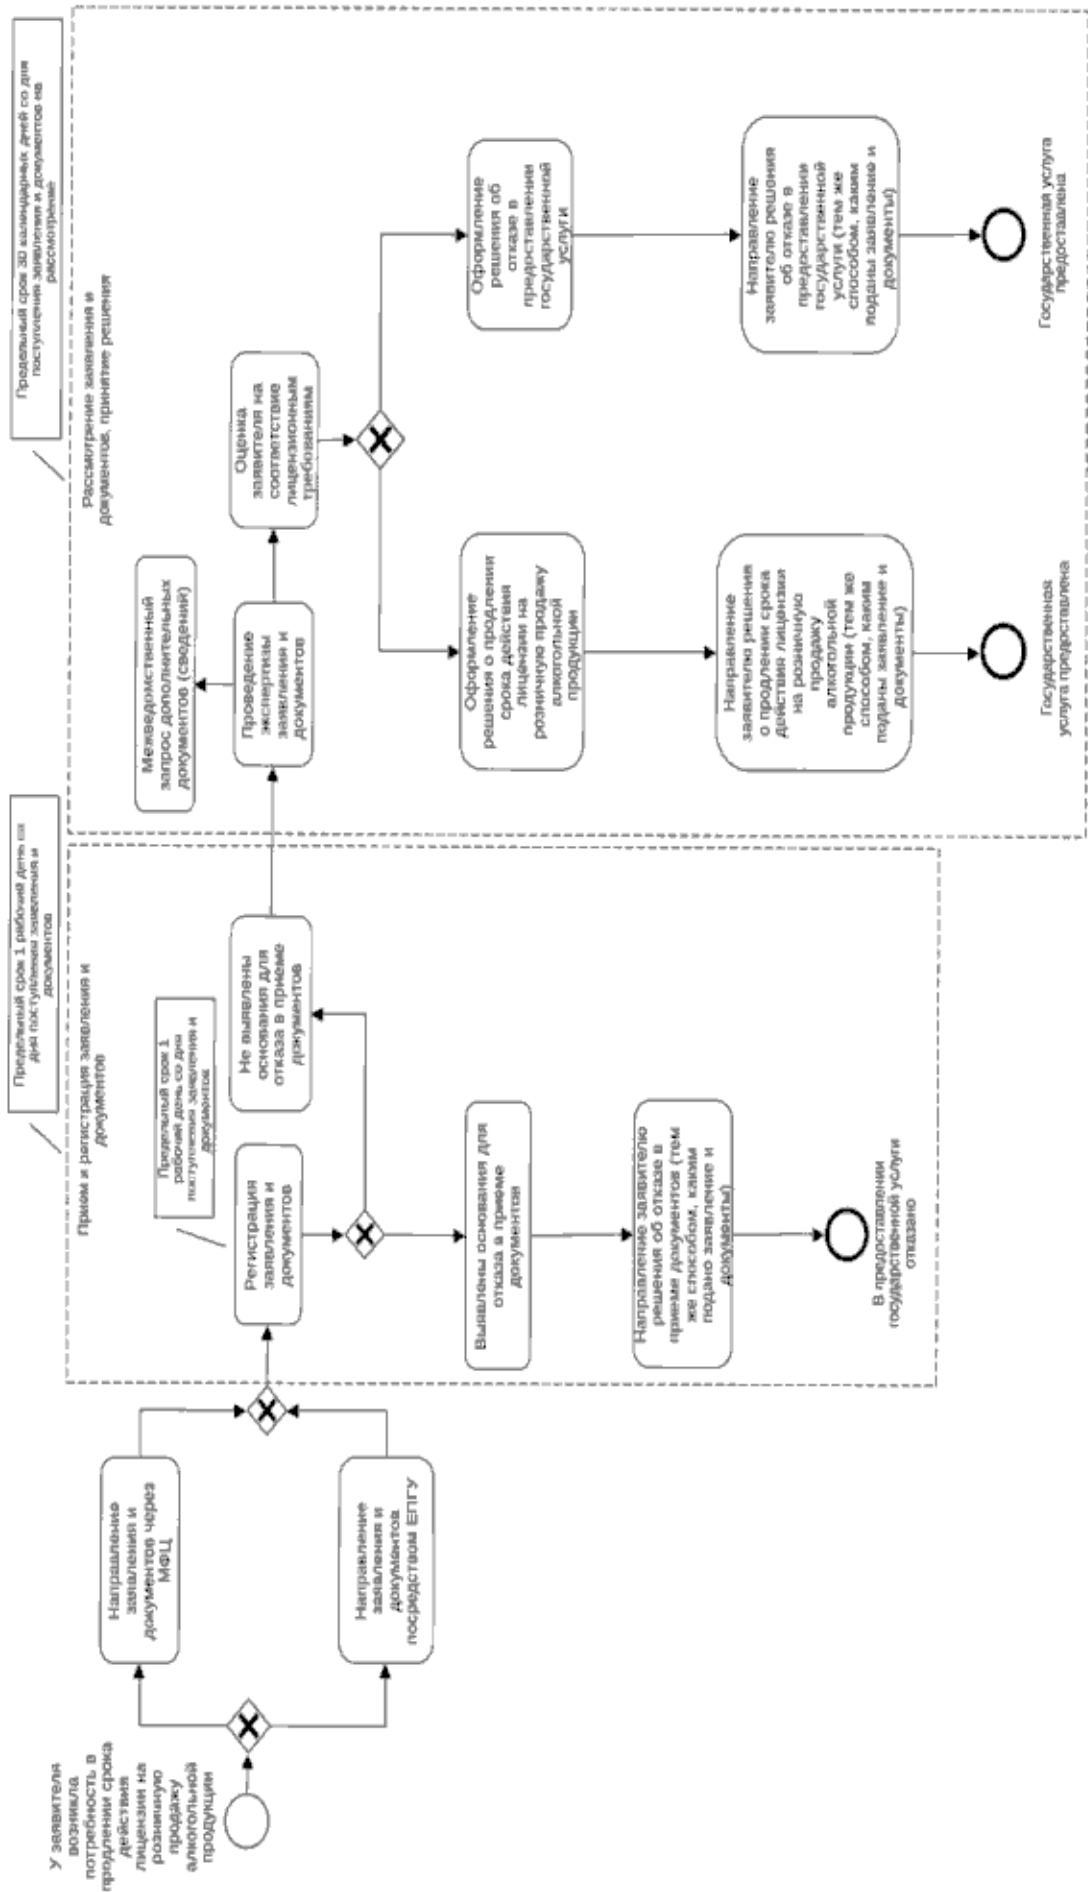 У заявителя
возникла
потребность в
продлении срока
действия
лицензии на
розничную
продажу
алкогольной
продукции
Направление
заявления и
документов через
МФЦ
Направление
заявления и
документов
посредством ЕПГУ
Предельный срок 1 рабочий день со
дня поступления заявления и
документов
Прием и регистрация заявления и
документов
Предельный срок 1
рабочий день со дня
поступления заявления и
документов
Регистрация
заявления и
документов
Не выявлены
основания для
отказа в приеме
документов
Выявлены основания для
отказа в приеме
документов
Направление заявителю
решения об отказе в
приеме документов (тем
же способом, каким
подано заявление и
документы)
В предоставлении
государственной услуги
отказано
Предельный срок 30 календарных дней со дня
поступления заявления и документов на
рассмотрение
Рассмотрение заявления и
документов, принятие решения
Межведомственный
запрос дополнительных
документов (сведений)
Проведение
экспертизы
заявления и
документов
Оценка
заявителя на
соответствие
лицензионным
требованиям
Оформление
решения о продлении
срока действия
лицензии на
розничную продажу
алкогольной
продукции
Направление
заявителю решения
о продлении срока
действия лицензии
на розничную
продажу
алкогольной
продукции (тем же
способом, каким
поданы заявление и
документы)
Государственная
услуга предоставлена
Оформление
решения об
отказе в
предоставлении
государственной
услуги
Направление
заявителю решения
об отказе в
предоставлении
государственной
услуги (тем же
способом, каким
поданы заявление и
документы)
Государственная услуга
предоставлена